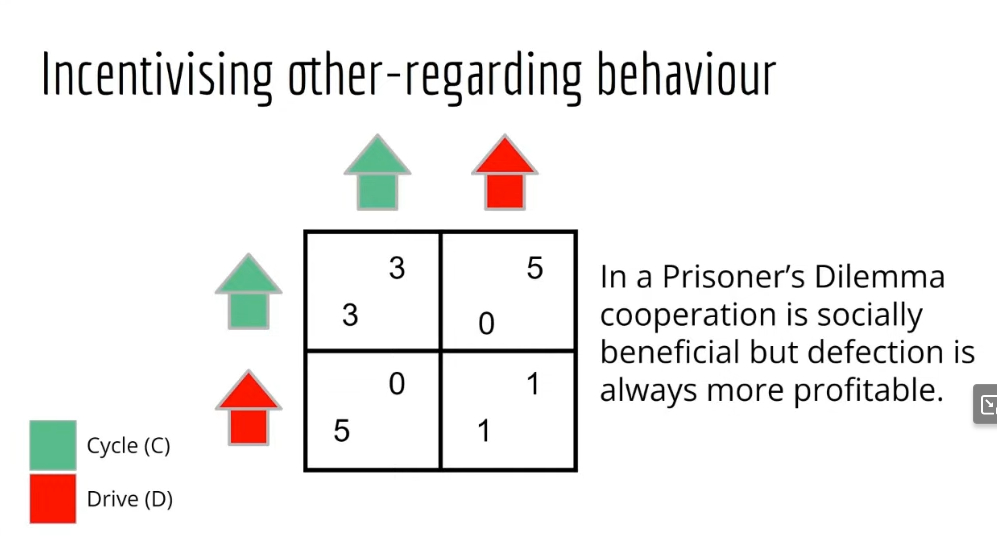 Incentivising other-regarding behaviour
3 5
3 0
0 1
5 1
In a Prisoner's Dilemma
cooperation is socially
beneficial but defection is
always more profitable.
Cycle (C)
Drive (D)